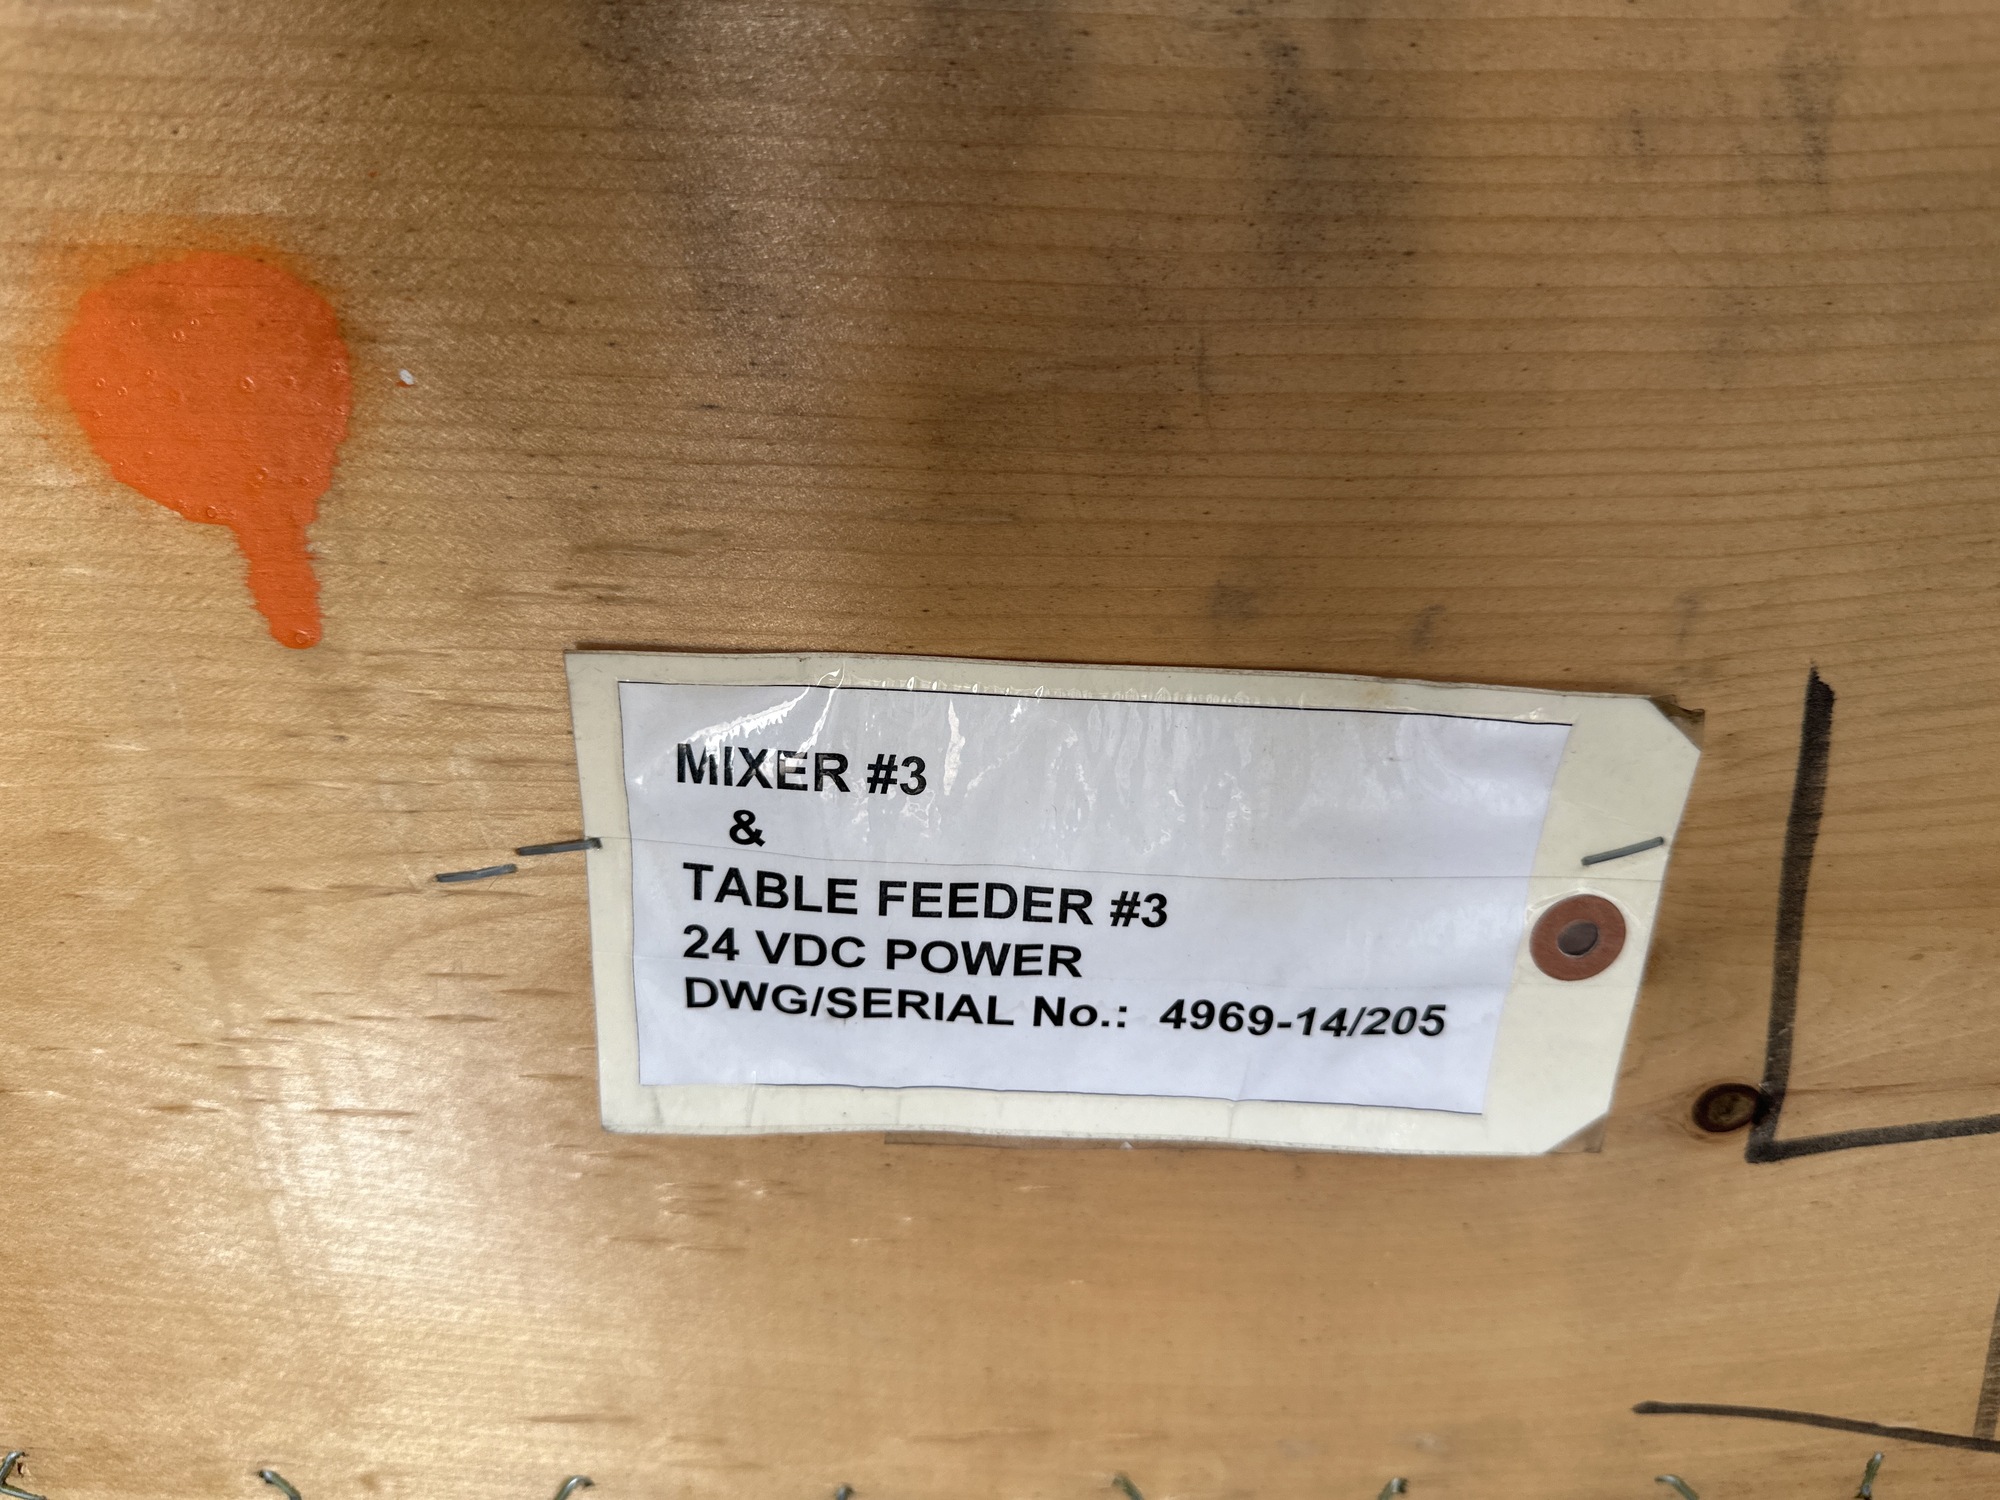 MIXER #3
&
TABLE FEEDER #3
24 VDC POWER
DWG/SERIAL No.: 4969-14/205